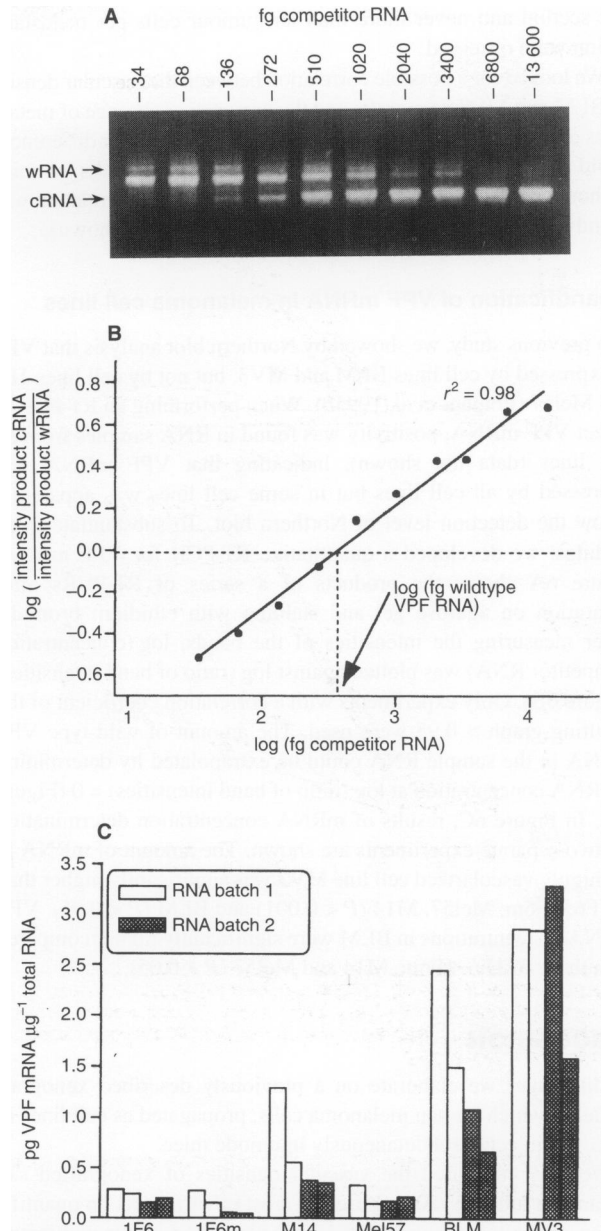 A
fg competitor RNA
34
68
136
272
510
1020
2040
3400
6800
13 600
wRNA
cRNA
B
log ( intensity product cRNA / intensity product wRNA )
0.8
0.6
0.4
0.2
0.0
−0.2
−0.4
−0.6
r² = 0.98
log (fg wildtype
VPF RNA)
1
2
3
4
log (fg competitor RNA)
C
pg VPF mRNA µg⁻¹ total RNA
3.5
3.0
2.5
2.0
1.5
1.0
0.5
0.0
RNA batch 1
RNA batch 2
1F6
1F6m
M14
Mel57
BLM
MV3